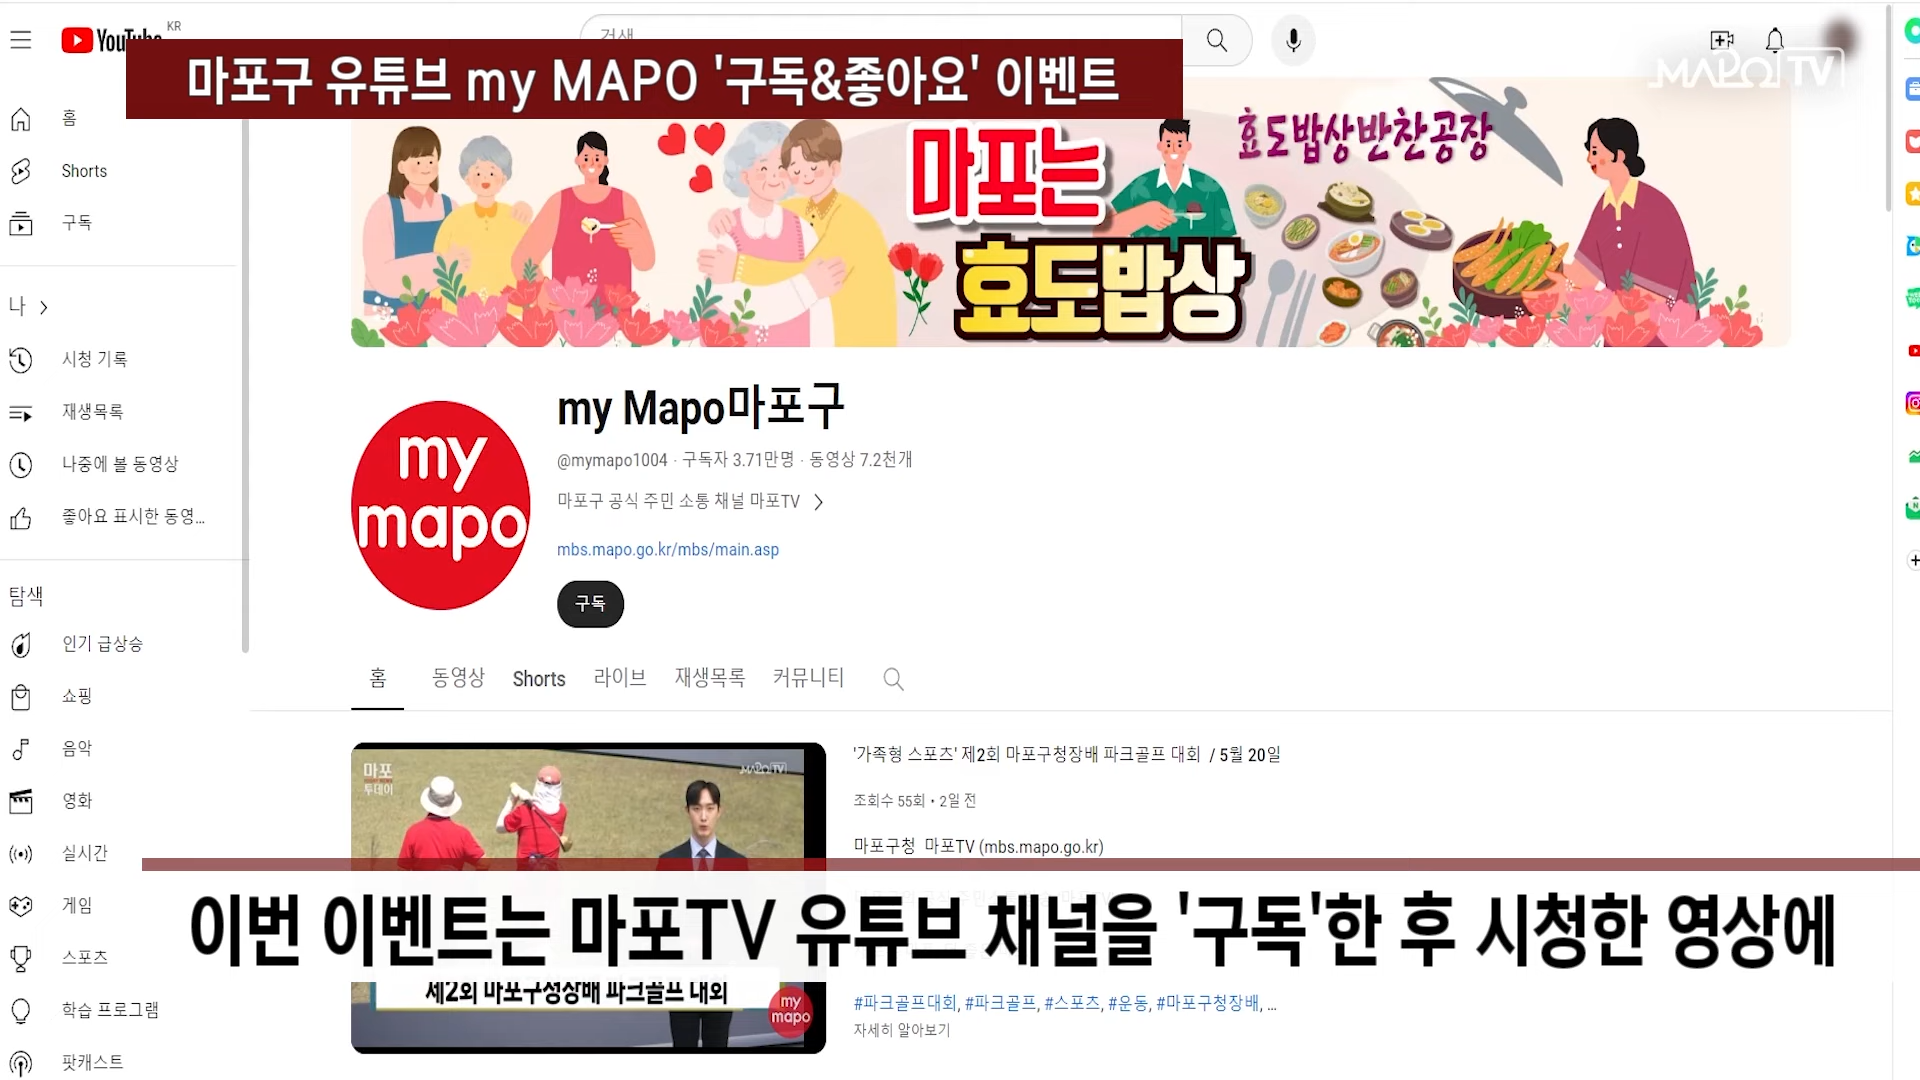 YouTube KR
검색
마포구 유튜브 my MAPO '구독&좋아요' 이벤트
MAPO TV
홈
Shorts
구독
나
시청 기록
재생목록
나중에 볼 동영상
좋아요 표시한 동영...
탐색
인기 급상승
쇼핑
음악
영화
실시간
게임
스포츠
학습 프로그램
팟캐스트
마포는
효도밥상
효도밥상반찬공장
my
mapo
my Mapo마포구
@mymapo1004 · 구독자 3.71만명 · 동영상 7.2천개
마포구 공식 주민 소통 채널 마포TV
mbs.mapo.go.kr/mbs/main.asp
구독
홈 동영상 Shorts 라이브 재생목록 커뮤니티
마포
투데이
MAPO TV
'가족형 스포츠' 제2회 마포구청장배 파크골프 대회 / 5월 20일
조회수 55회 • 2일 전
마포구청 마포TV (mbs.mapo.go.kr)
이번 이벤트는 마포TV 유튜브 채널을 '구독'한 후 시청한 영상에
제2회 마포구청장배 파크골프 대회
my
mapo
#파크골프대회, #파크골프, #스포츠, #운동, #마포구청장배, ...
자세히 알아보기